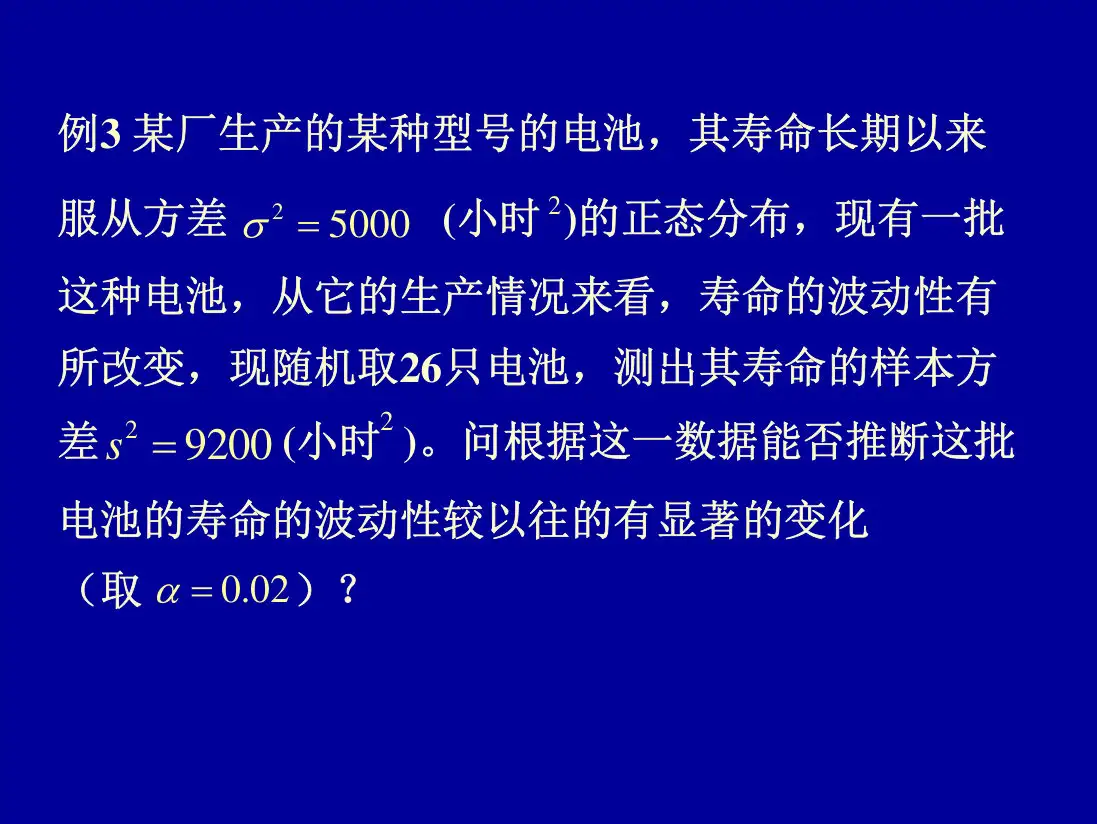 例3 某厂生产的某种型号的电池，其寿命长期以来
服从方差 σ² = 5000 (小时²)的正态分布，现有一批
这种电池，从它的生产情况来看，寿命的波动性有
所改变，现随机取26只电池，测出其寿命的样本方
差 s² = 9200 (小时²)。问根据这一数据能否推断这批
电池的寿命的波动性较以往的有显著的变化
（取 α = 0.02）？